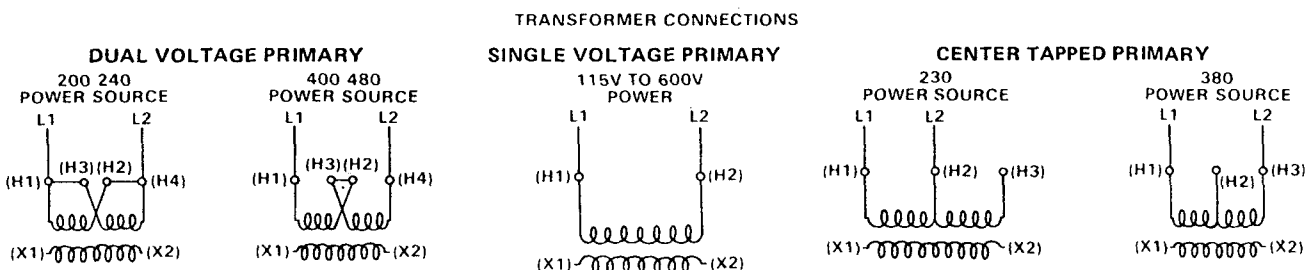 TRANSFORMER CONNECTIONS
DUAL VOLTAGE PRIMARY
200 240
POWER SOURCE
L1 L2
(H1) (H3) (H2) (H4)
(X1) (X2)
400 480
POWER SOURCE
L1 L2
(H1) (H3) (H2) (H4)
(X1) (X2)
SINGLE VOLTAGE PRIMARY
115V TO 600V
POWER
L1 L2
(H1) (H2)
(X1) (X2)
CENTER TAPPED PRIMARY
230
POWER SOURCE
L1 L2
(H1) (H2) (H3)
(X1) (X2)
380
POWER SOURCE
L1 L2
(H1) (H2) (H3)
(X1) (X2)